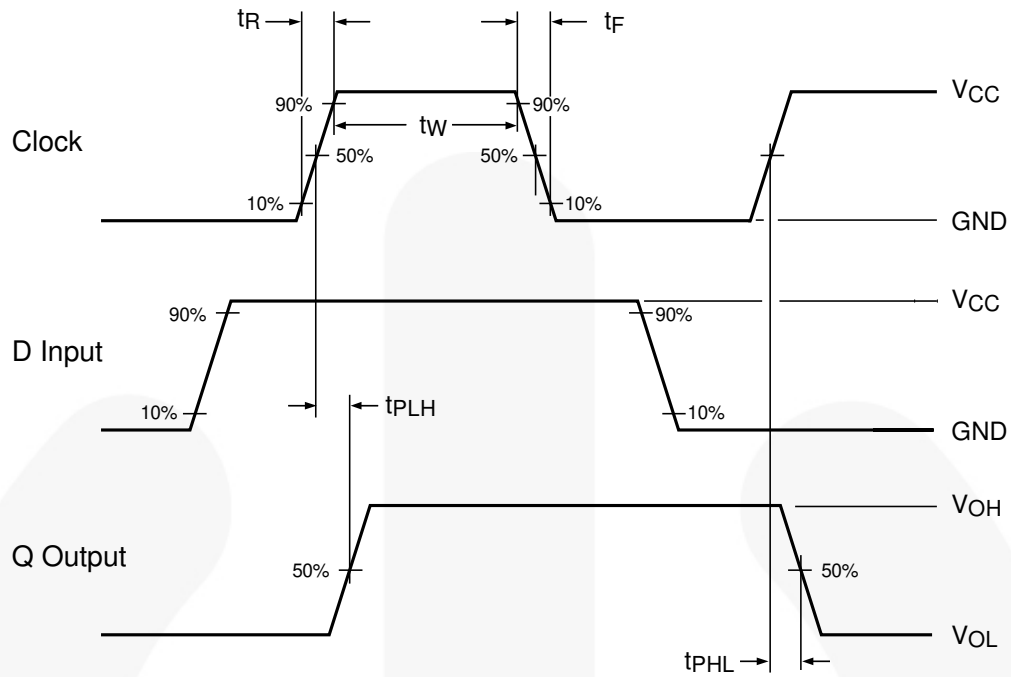 tR
tF
90%
90%
VCC
tW
Clock
50%
50%
10%
10%
GND
VCC
90%
90%
D Input
tPLH
10%
10%
GND
VOH
Q Output
50%
50%
VOL
tPHL